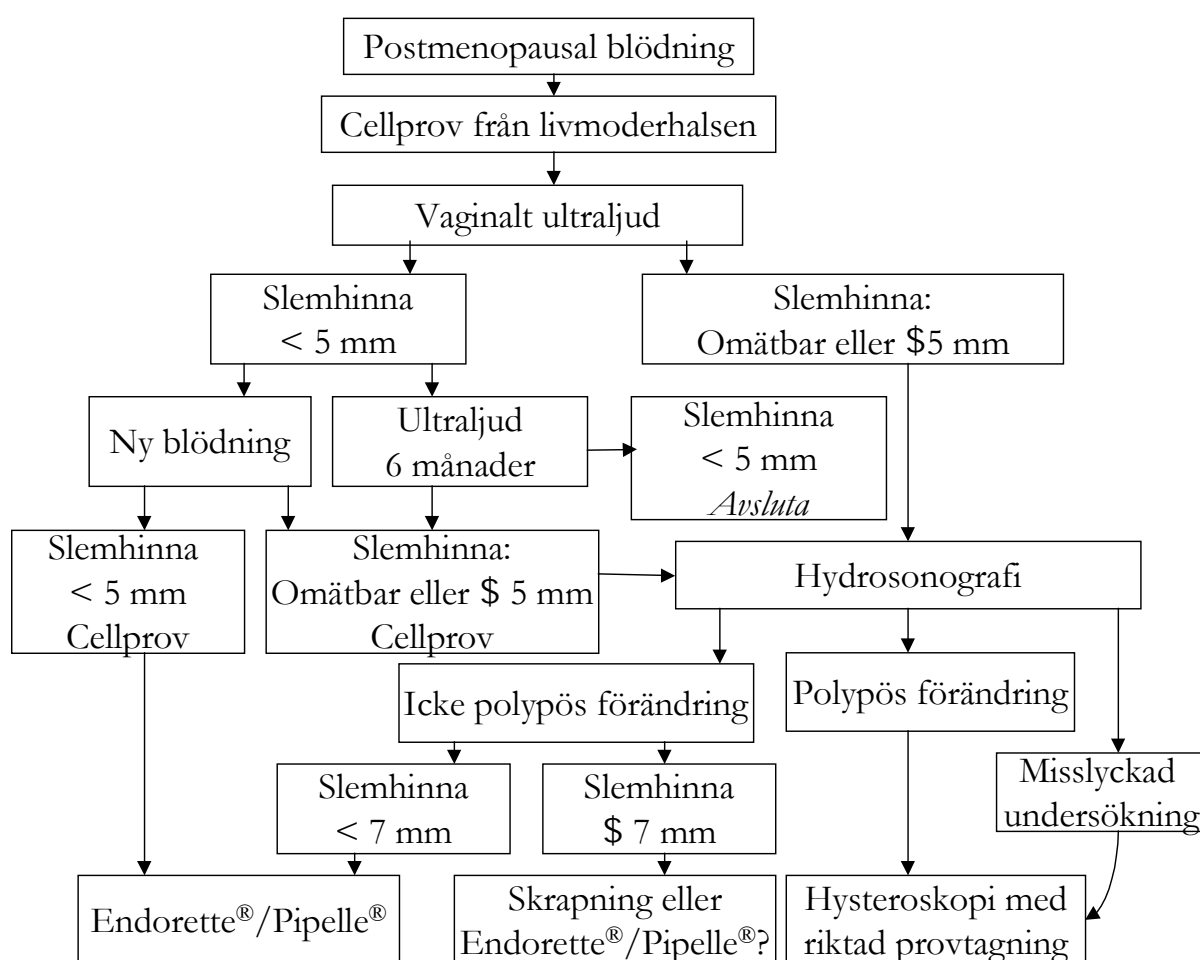 Postmenopausal blödning
Cellprov från livmoderhalsen
Vaginalt ultraljud
Slemhinna
< 5 mm
Slemhinna:
Omätbar eller $5 mm
Ny blödning
Ultraljud
6 månader
Slemhinna
< 5 mm
Avsluta
Slemhinna
< 5 mm
Cellprov
Slemhinna:
Omätbar eller $ 5 mm
Cellprov
Hydrosonografi
Icke polypös förändring
Polypös förändring
Misslyckad
undersökning
Slemhinna
< 7 mm
Slemhinna
$ 7 mm
Endorette®/Pipelle®
Skrapning eller
Endorette®/Pipelle®?
Hysteroskopi med
riktad provtagning